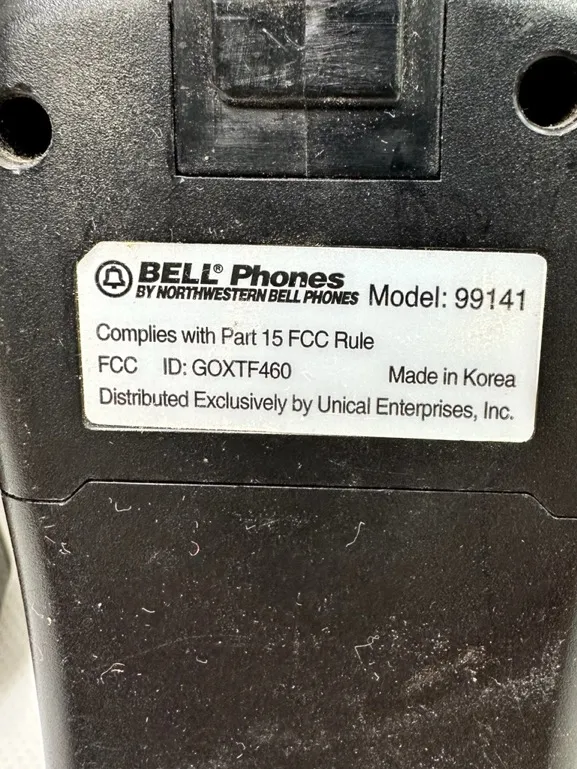 BELL® Phones
BY NORTHWESTERN BELL PHONES Model: 99141
Complies with Part 15 FCC Rule
FCC ID: GOXTF460 Made in Korea
Distributed Exclusively by Unical Enterprises, Inc.